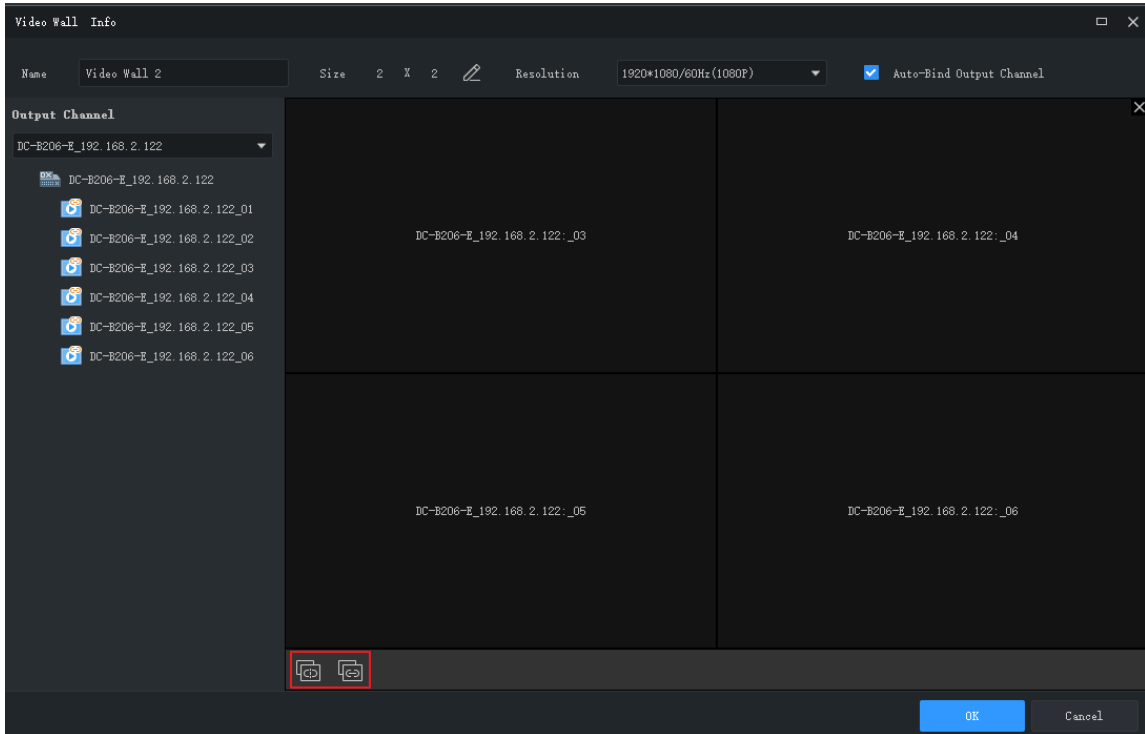 Video Wall Info
Name Video Wall 2 Size 2 X 2 Resolution 1920*1080/60Hz(1080P) Auto-Bind Output Channel
Output Channel
DC-B206-E_192.168.2.122
DC-B206-E_192.168.2.122
DC-B206-E_192.168.2.122_01
DC-B206-E_192.168.2.122_02
DC-B206-E_192.168.2.122_03
DC-B206-E_192.168.2.122_04
DC-B206-E_192.168.2.122_05
DC-B206-E_192.168.2.122_06
DC-B206-E_192.168.2.122:_03 DC-B206-E_192.168.2.122:_04
DC-B206-E_192.168.2.122:_05 DC-B206-E_192.168.2.122:_06
OK Cancel